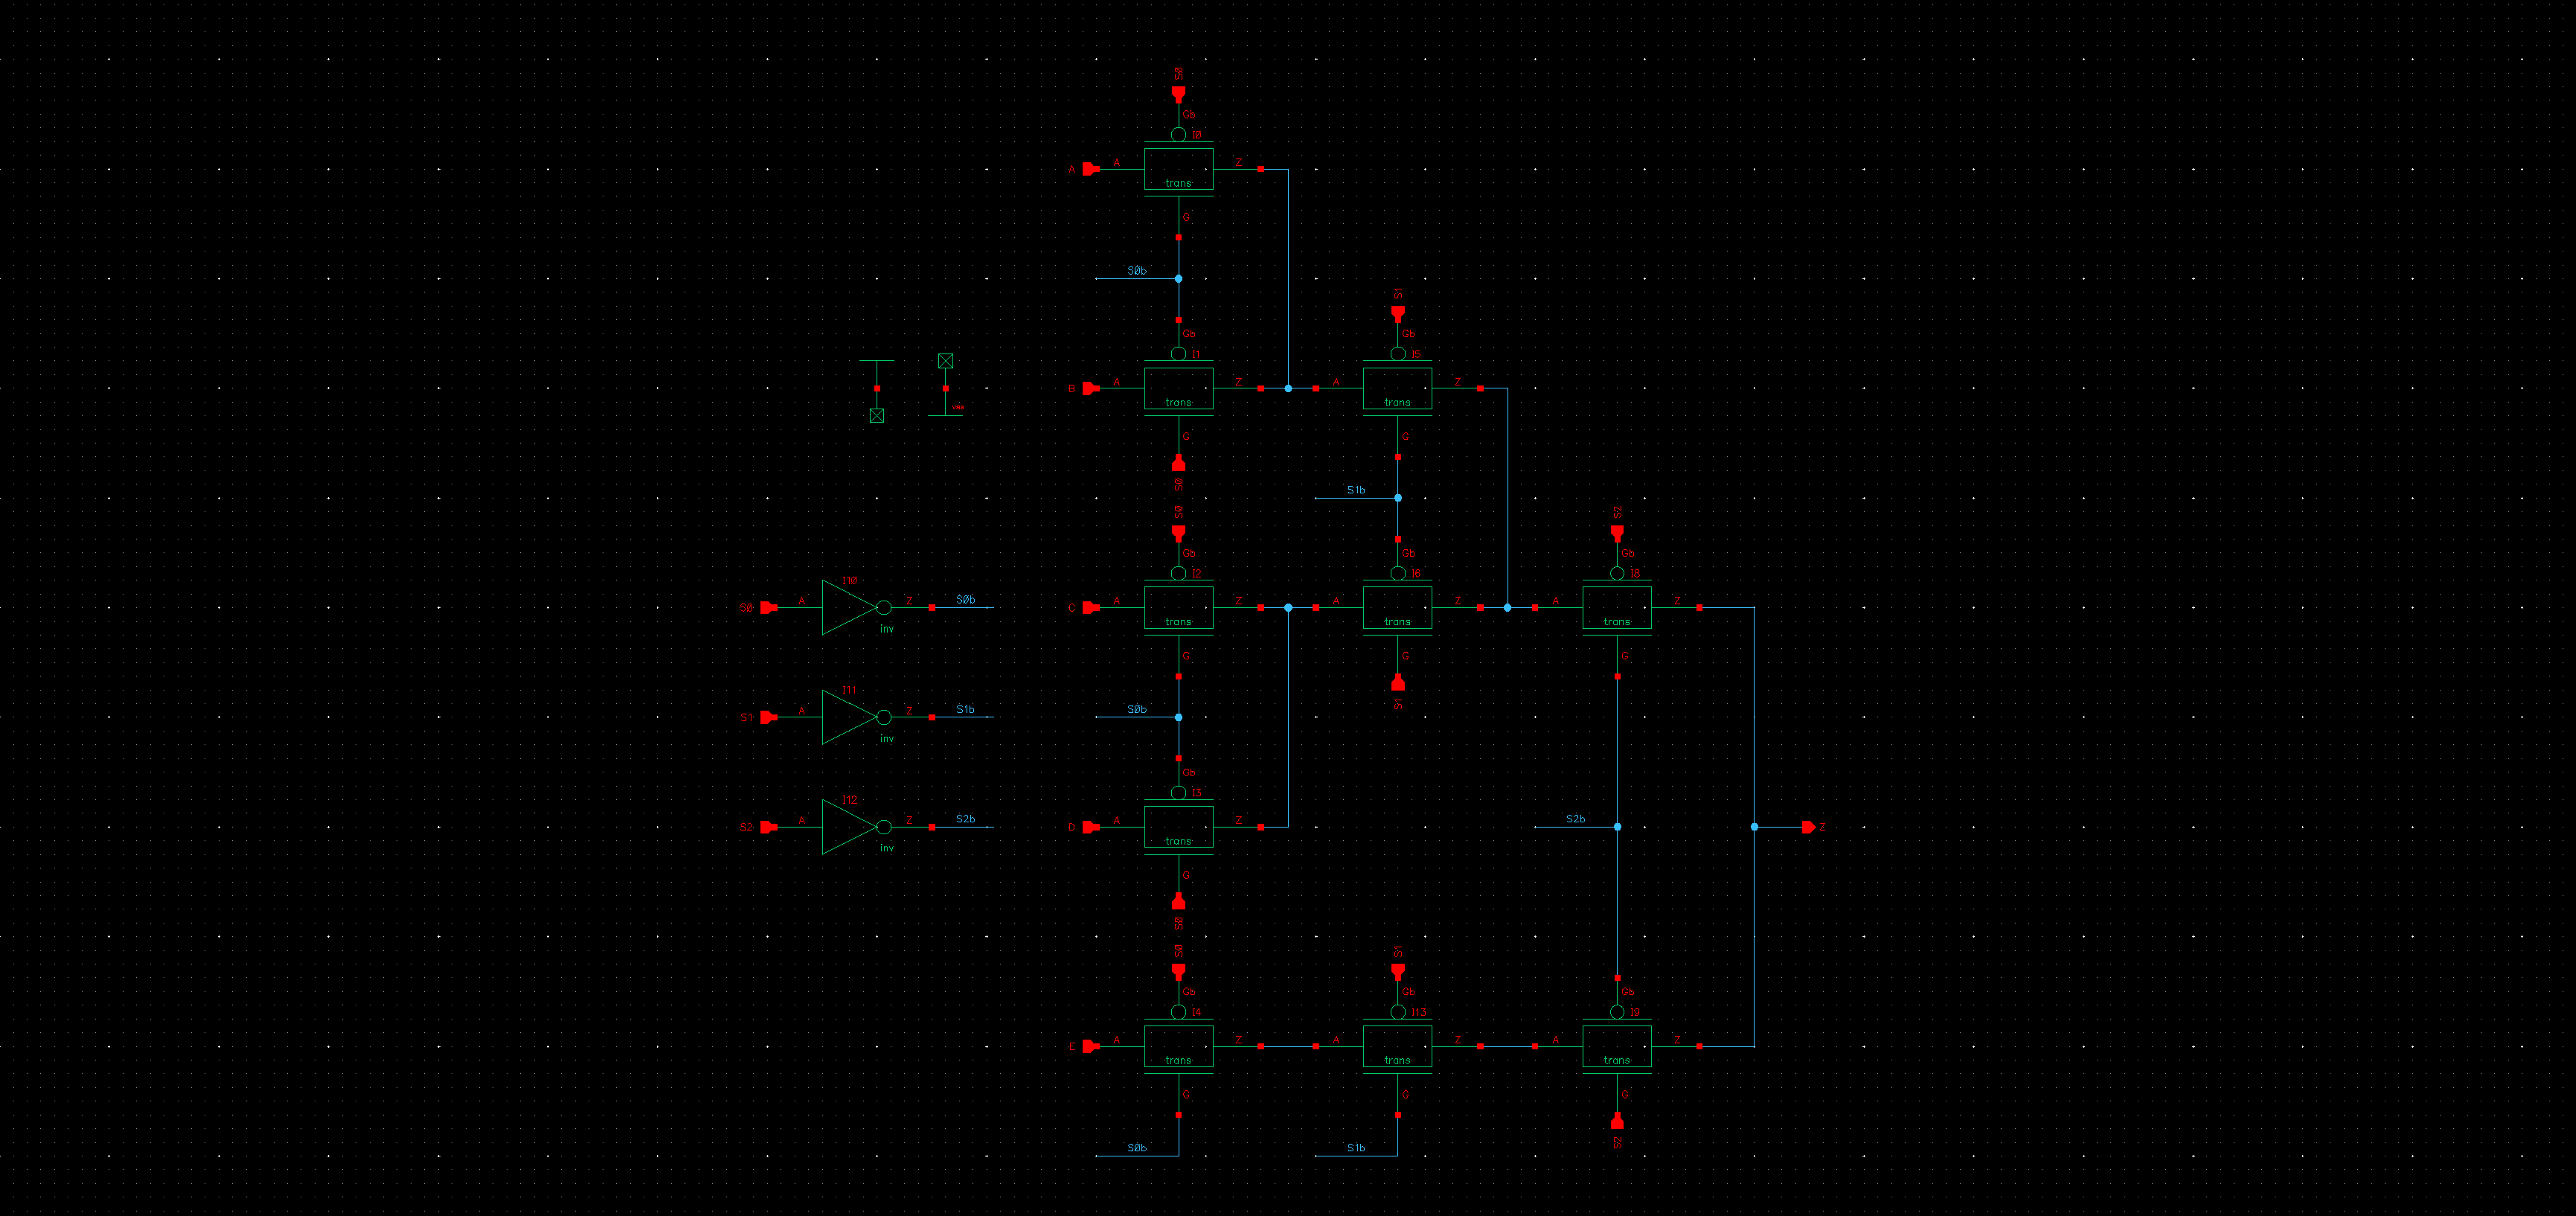 S0
Gb
I0
A A Z
trans
G
S0b
S1
Gb I1 Gb I5
B A Z A Z
trans trans
G G
S0
S1b
S0 S2
Gb I2 Gb I6 Gb I8
I10
S0 A Z S0b
inv
C A Z A Z A Z
trans trans trans
G G G
S1
I11
S1 A Z S1b
inv
S0b
Gb I3
I12
S2 A Z S2b
inv
D A Z
trans
S2b
Z
G
S0
S0 S1
Gb I4 Gb I13 Gb I9
E A Z A Z A Z
trans trans trans
G G G
S2
S0b S1b